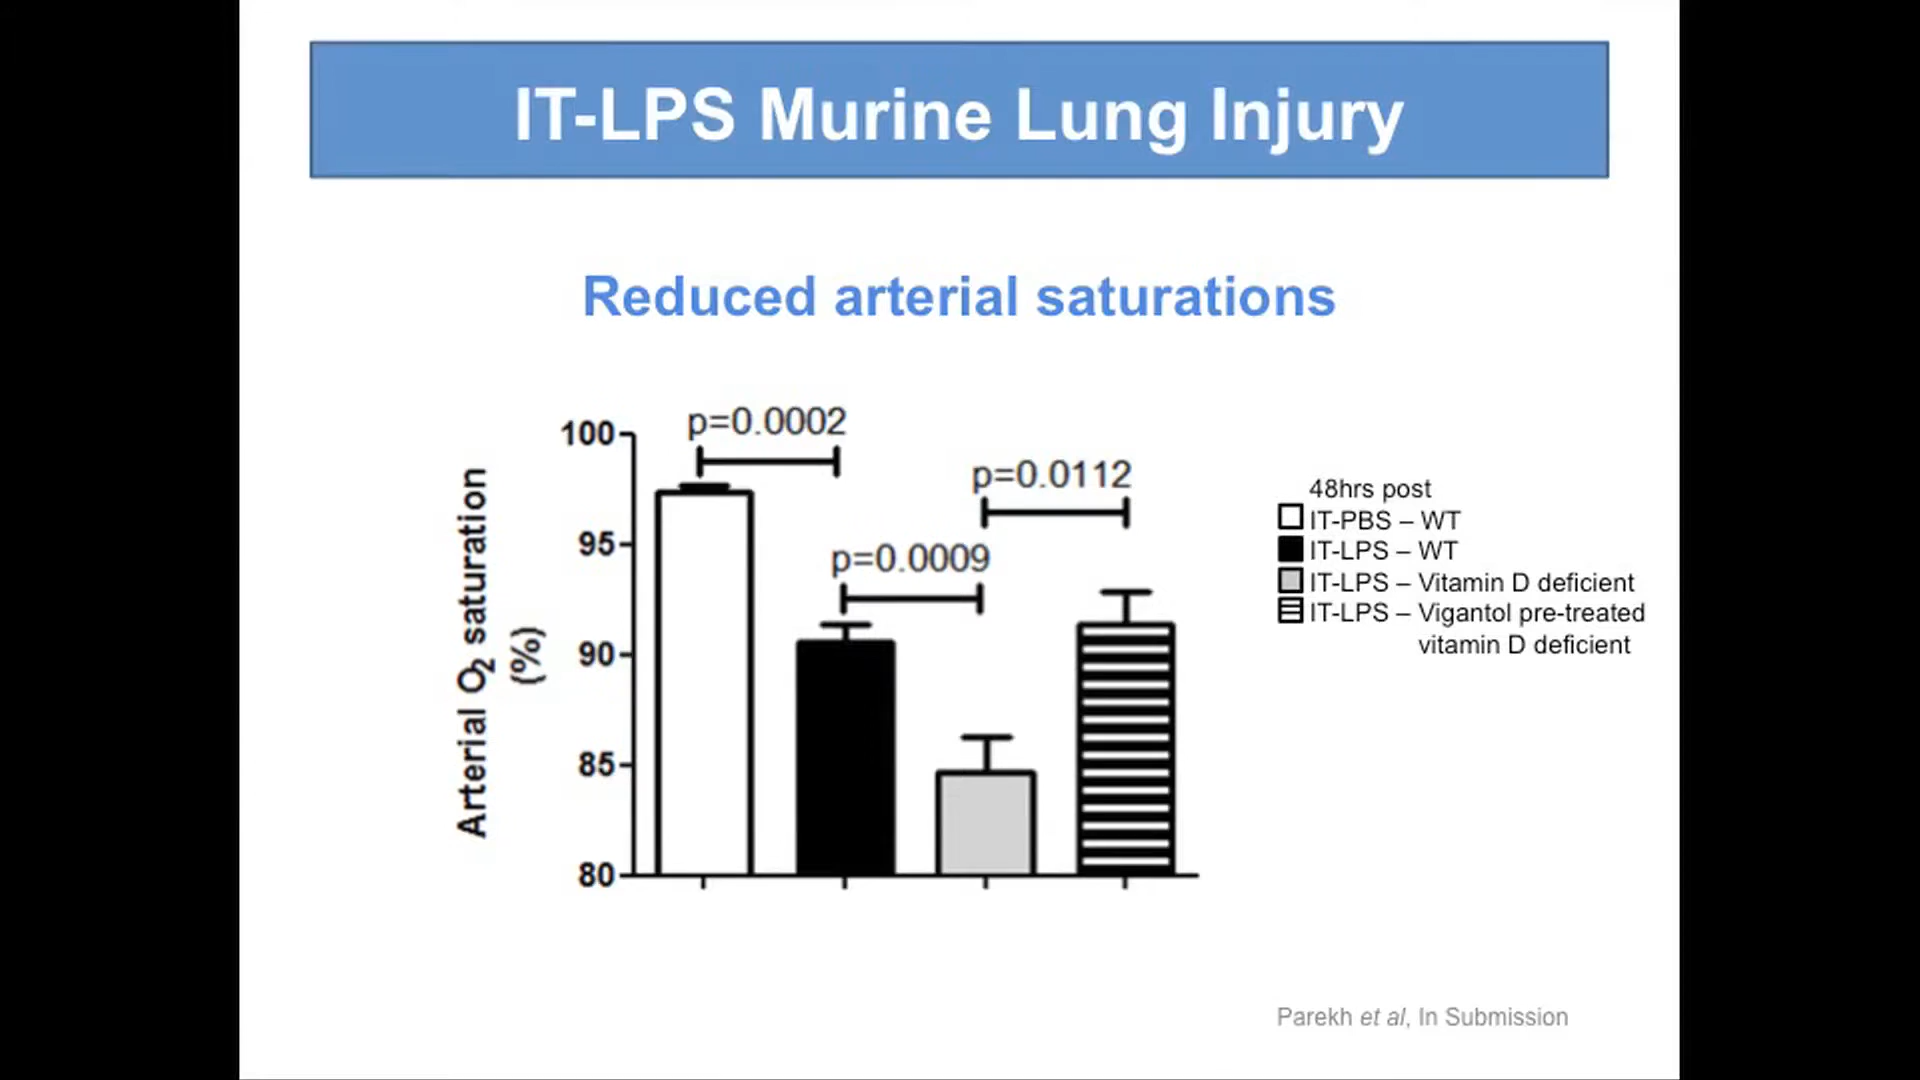 IT-LPS Murine Lung Injury
Reduced arterial saturations
Arterial O2 saturation
(%)
100
95
90
85
80
p=0.0002
p=0.0009
p=0.0112
48hrs post
IT-PBS – WT
IT-LPS – WT
IT-LPS – Vitamin D deficient
IT-LPS – Vigantol pre-treated
vitamin D deficient
Parekh et al, In Submission